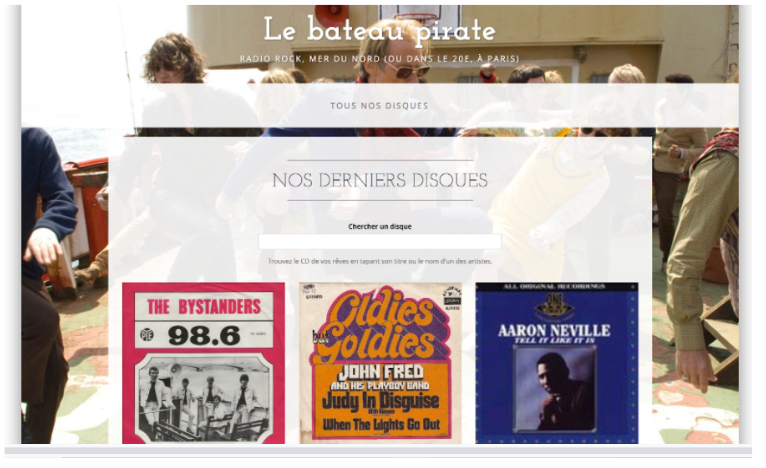 Le bateau pirate
RADIO ROCK, MER DU NORD (OU DANS LE 20E, À PARIS)
TOUS NOS DISQUES
NOS DERNIERS DISQUES
Chercher un disque
Trouvez le CD de vos rêves en tapant son titre ou le nom d'un des artistes.
THE BYSTANDERS
PYE
98.6
STEREO
Oldies
but
Goldies
JOHN FRED
AND HIS PLAYBOY BAND
Judy In Disguise
When The Lights Go Out
ALL ORIGINAL RECORDINGS
AARON NEVILLE
TELL IT LIKE IT IS